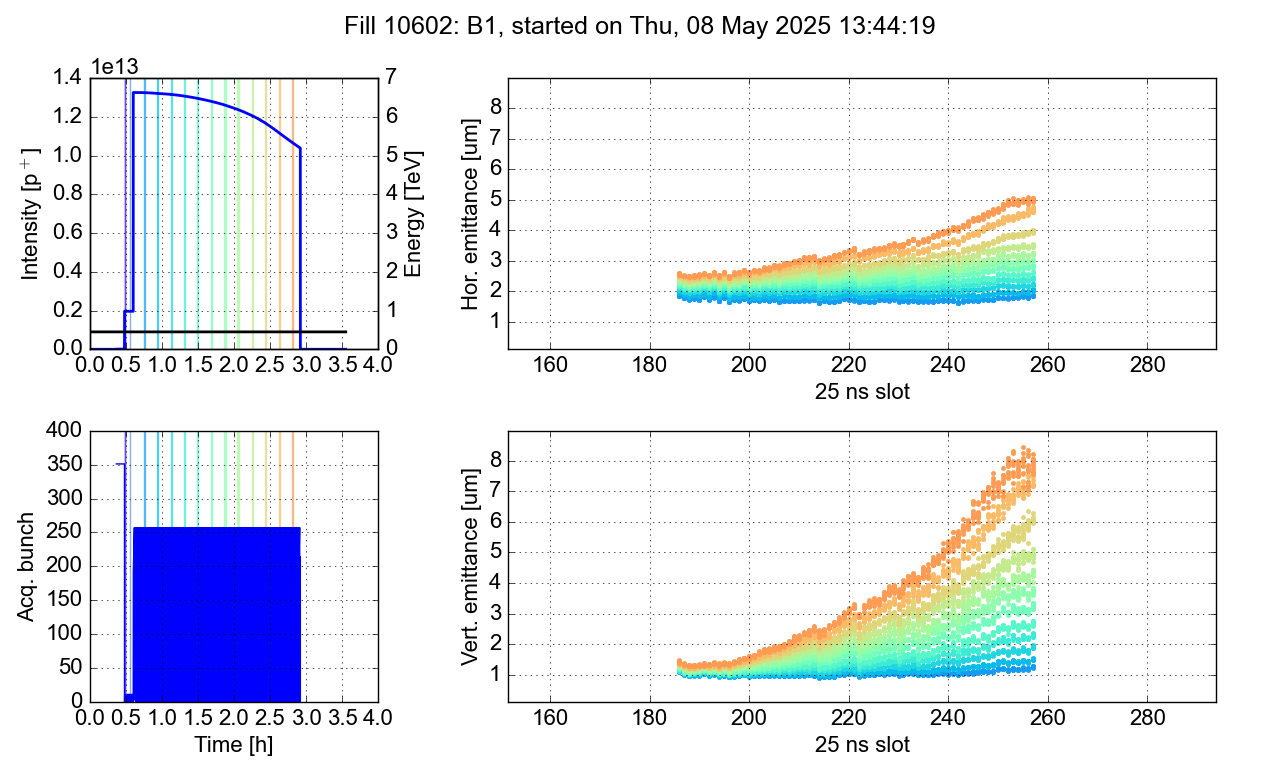 Fill 10602: B1, started on Thu, 08 May 2025 13:44:19
1e13
1.4
1.2
1.0
0.8
0.6
0.4
0.2
0.0
Intensity [p+]
7
6
5
4
3
2
1
0
Energy [TeV]
0.0 0.5 1.0 1.5 2.0 2.5 3.0 3.5 4.0
8
7
6
5
4
3
2
1
Hor. emittance [um]
160 180 200 220 240 260 280
25 ns slot
400
350
300
250
200
150
100
50
0
Acq. bunch
0.0 0.5 1.0 1.5 2.0 2.5 3.0 3.5 4.0
Time [h]
8
7
6
5
4
3
2
1
Vert. emittance [um]
160 180 200 220 240 260 280
25 ns slot